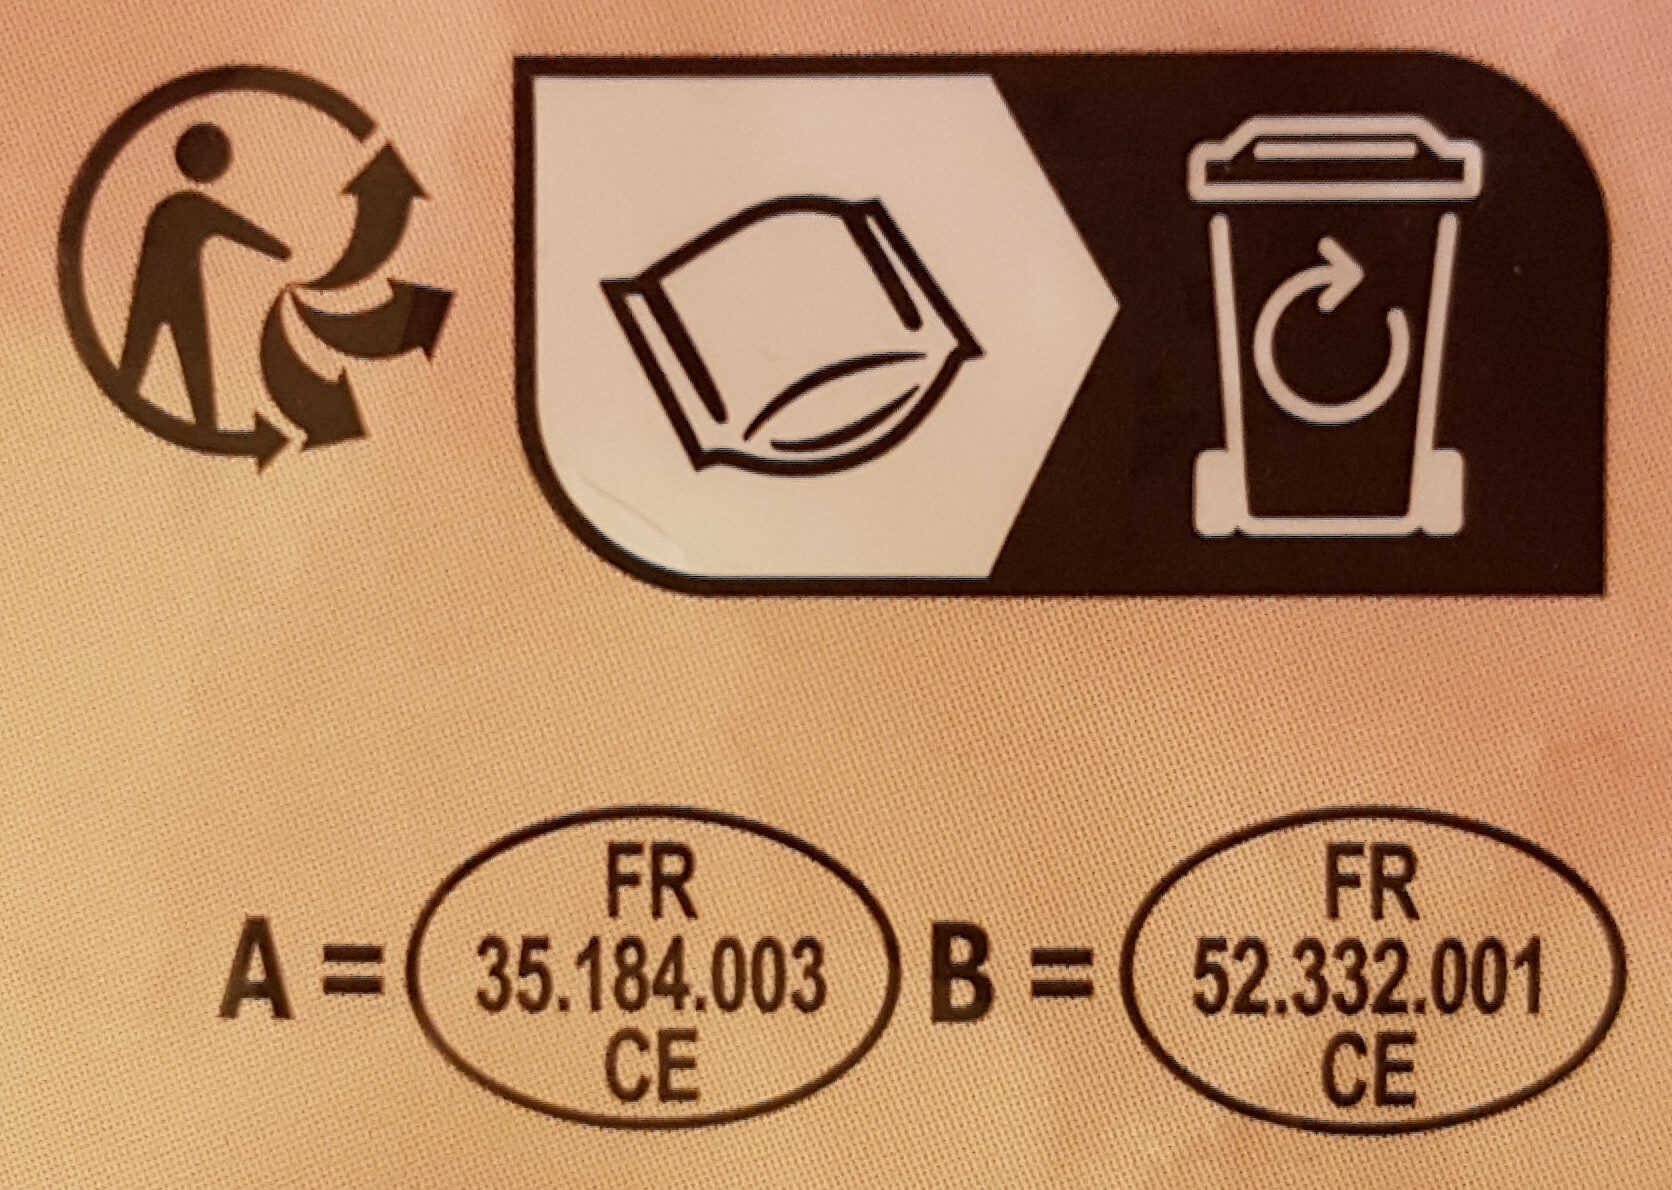 A = FR 35.184.003 CE
B = FR 52.332.001 CE